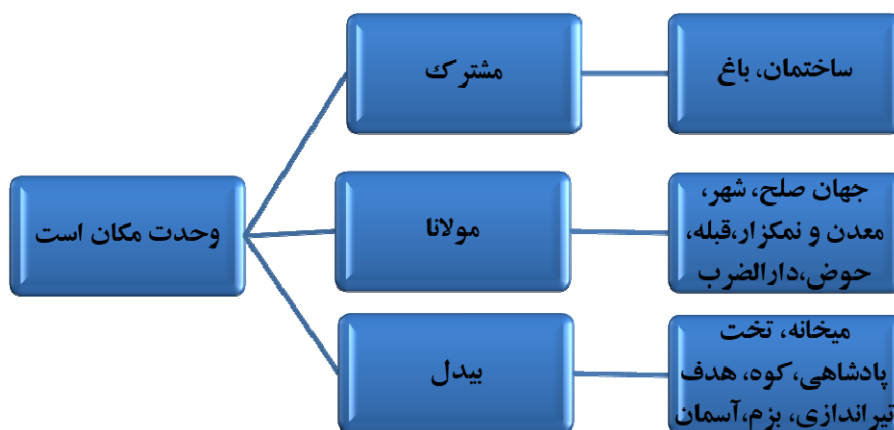 وحدت مکان است
مشترک
ساختمان، باغ
مولانا
جهان صلح، شهر،
معدن و نمکزار،قبله،
حوض،دارالضرب
بیدل
میخانه، تخت
پادشاهی،کوه، هدف
تیراندازی، بزم،آسمان